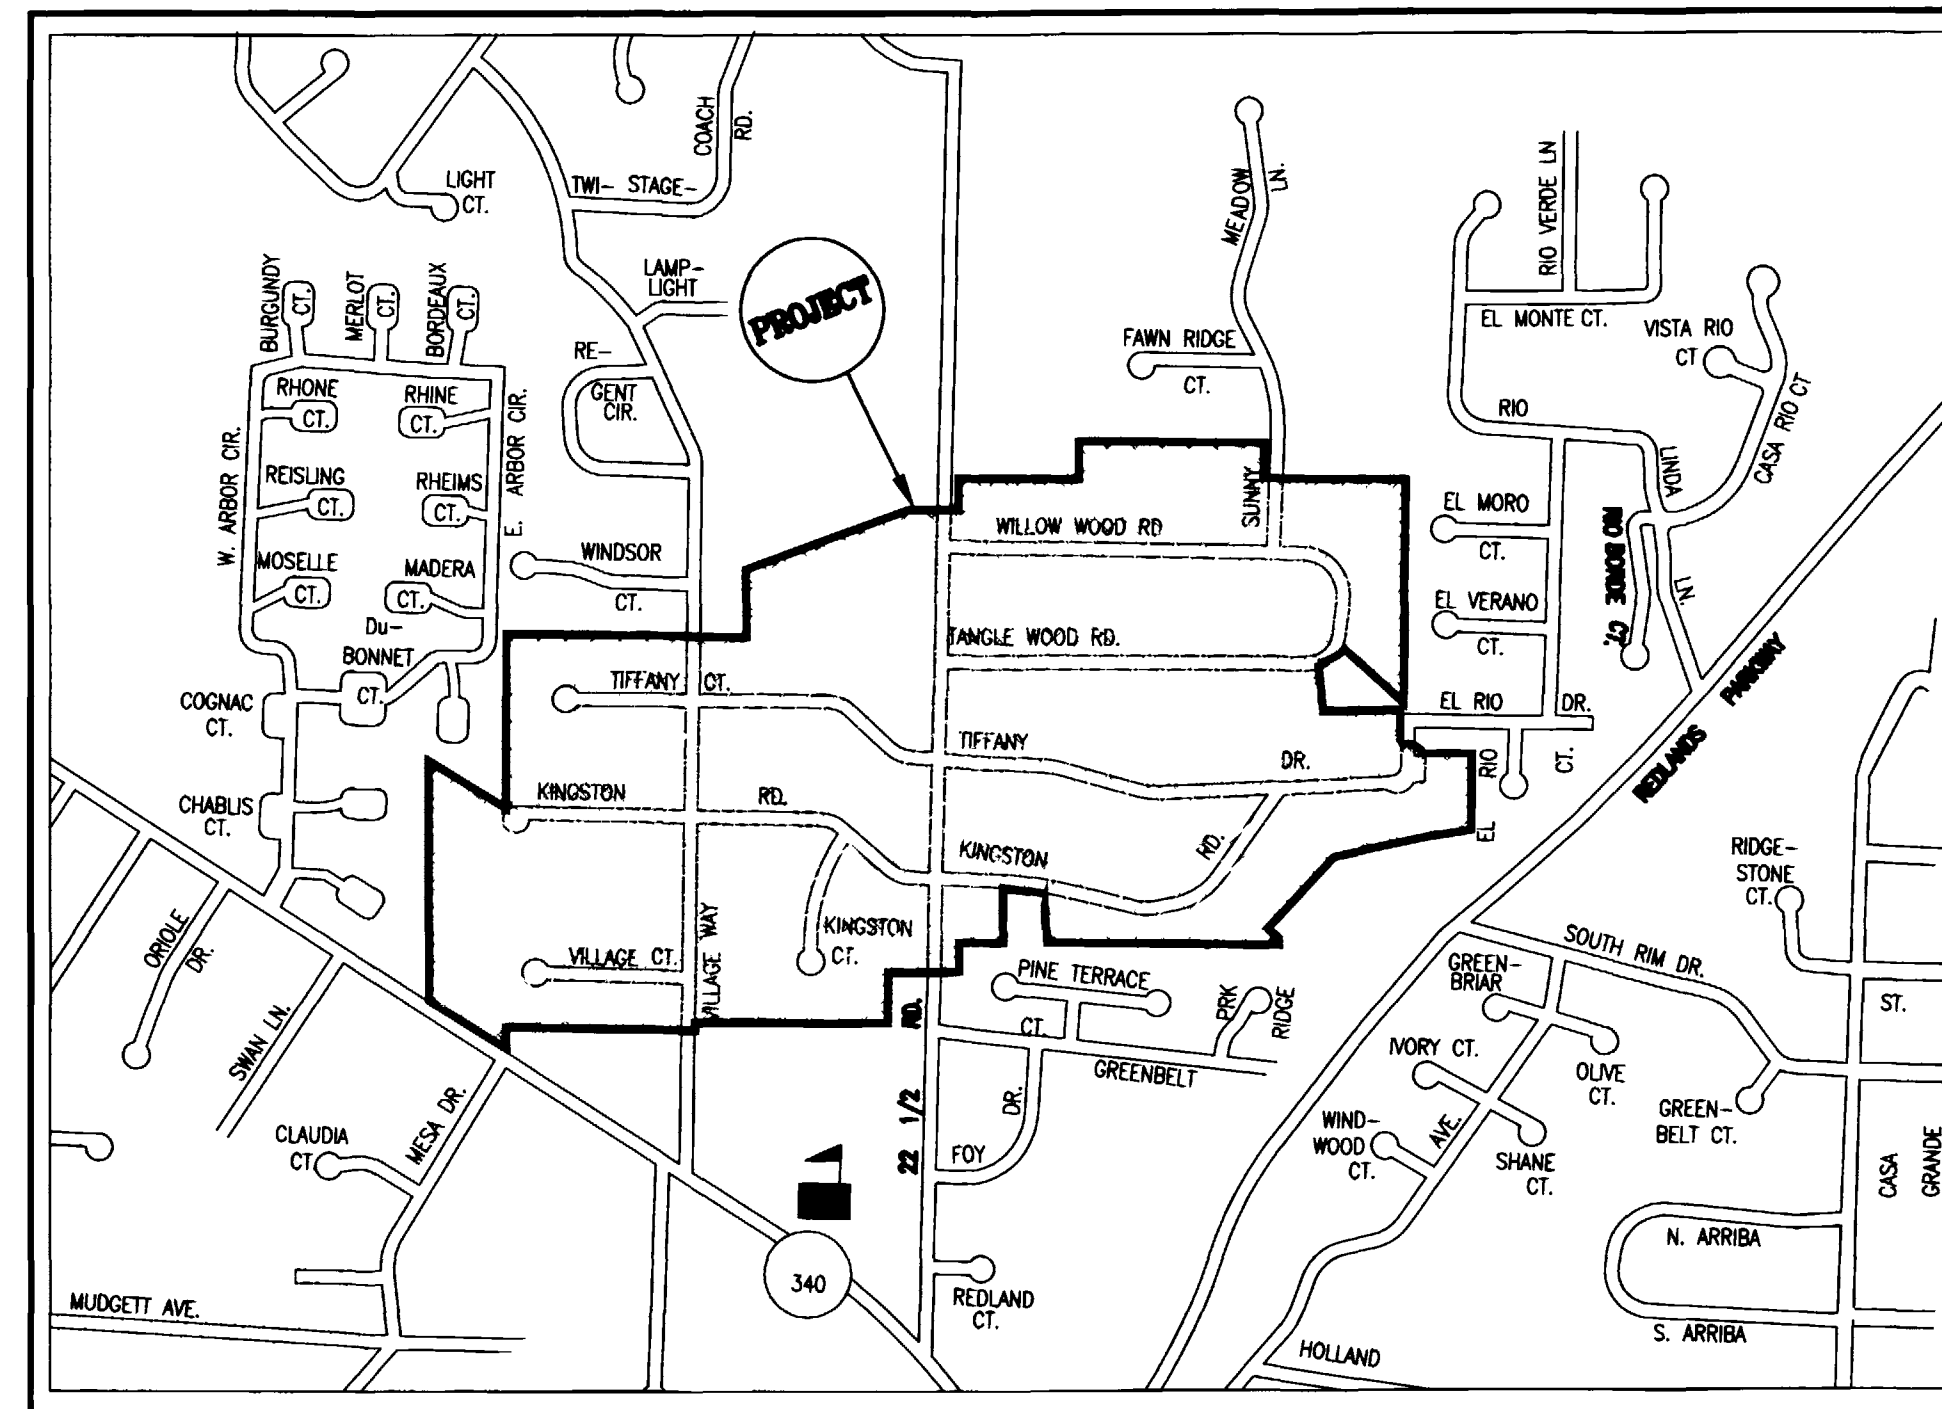 COACH
RD.
LIGHT
CT.
TWI- STAGE-
MEADOW
LN.
RIO VERDE LN
BURGUNDY
CT.
MERLOT
CT.
BORDEAUX
CT.
LAMP-
LIGHT
PROJECT
EL MONTE CT.
VISTA RIO
CT
FAWN RIDGE
CT.
RE-
GENT
CIR.
RHONE
CT.
RHINE
CT.
RIO
LINDA
LN.
CASA RIO CT
W. ARBOR CIR.
E. ARBOR CIR.
REISLING
CT.
RHEIMS
CT.
SUNNY
WILLOW WOOD RD
EL MORO
CT.
RIO BORDE CT.
MOSELLE
CT.
MADERA
CT.
WINDSOR
CT.
EL VERANO
CT.
Du-
BONNET
CT.
TANGLE WOOD RD.
TIFFANY CT.
COGNAC
CT.
EL RIO DR.
REDLANDS PARKWAY
TIFFANY
DR.
EL RIO
CT.
CHABLIS
CT.
KINGSTON
RD.
KINGSTON
RD.
RIDGE-
STONE
CT.
ORIOLE
DR.
VILLAGE WAY
KINGSTON
CT.
VILLAGE CT.
SOUTH RIM DR.
GREEN-
BRIAR
PINE TERRACE
CT.
PRK
RIDGE
ST.
SWAN LN.
22 1/2 RD.
GREENBELT
DR.
IVORY CT.
OLIVE
CT.
GREEN-
BELT CT.
CLAUDIA
CT
MESA DR.
FOY
WIND-
WOOD
CT.
AVE.
SHANE
CT.
CASA
GRANDE
N. ARRIBA
340
REDLAND
CT.
MUDGETT AVE.
S. ARRIBA
HOLLAND